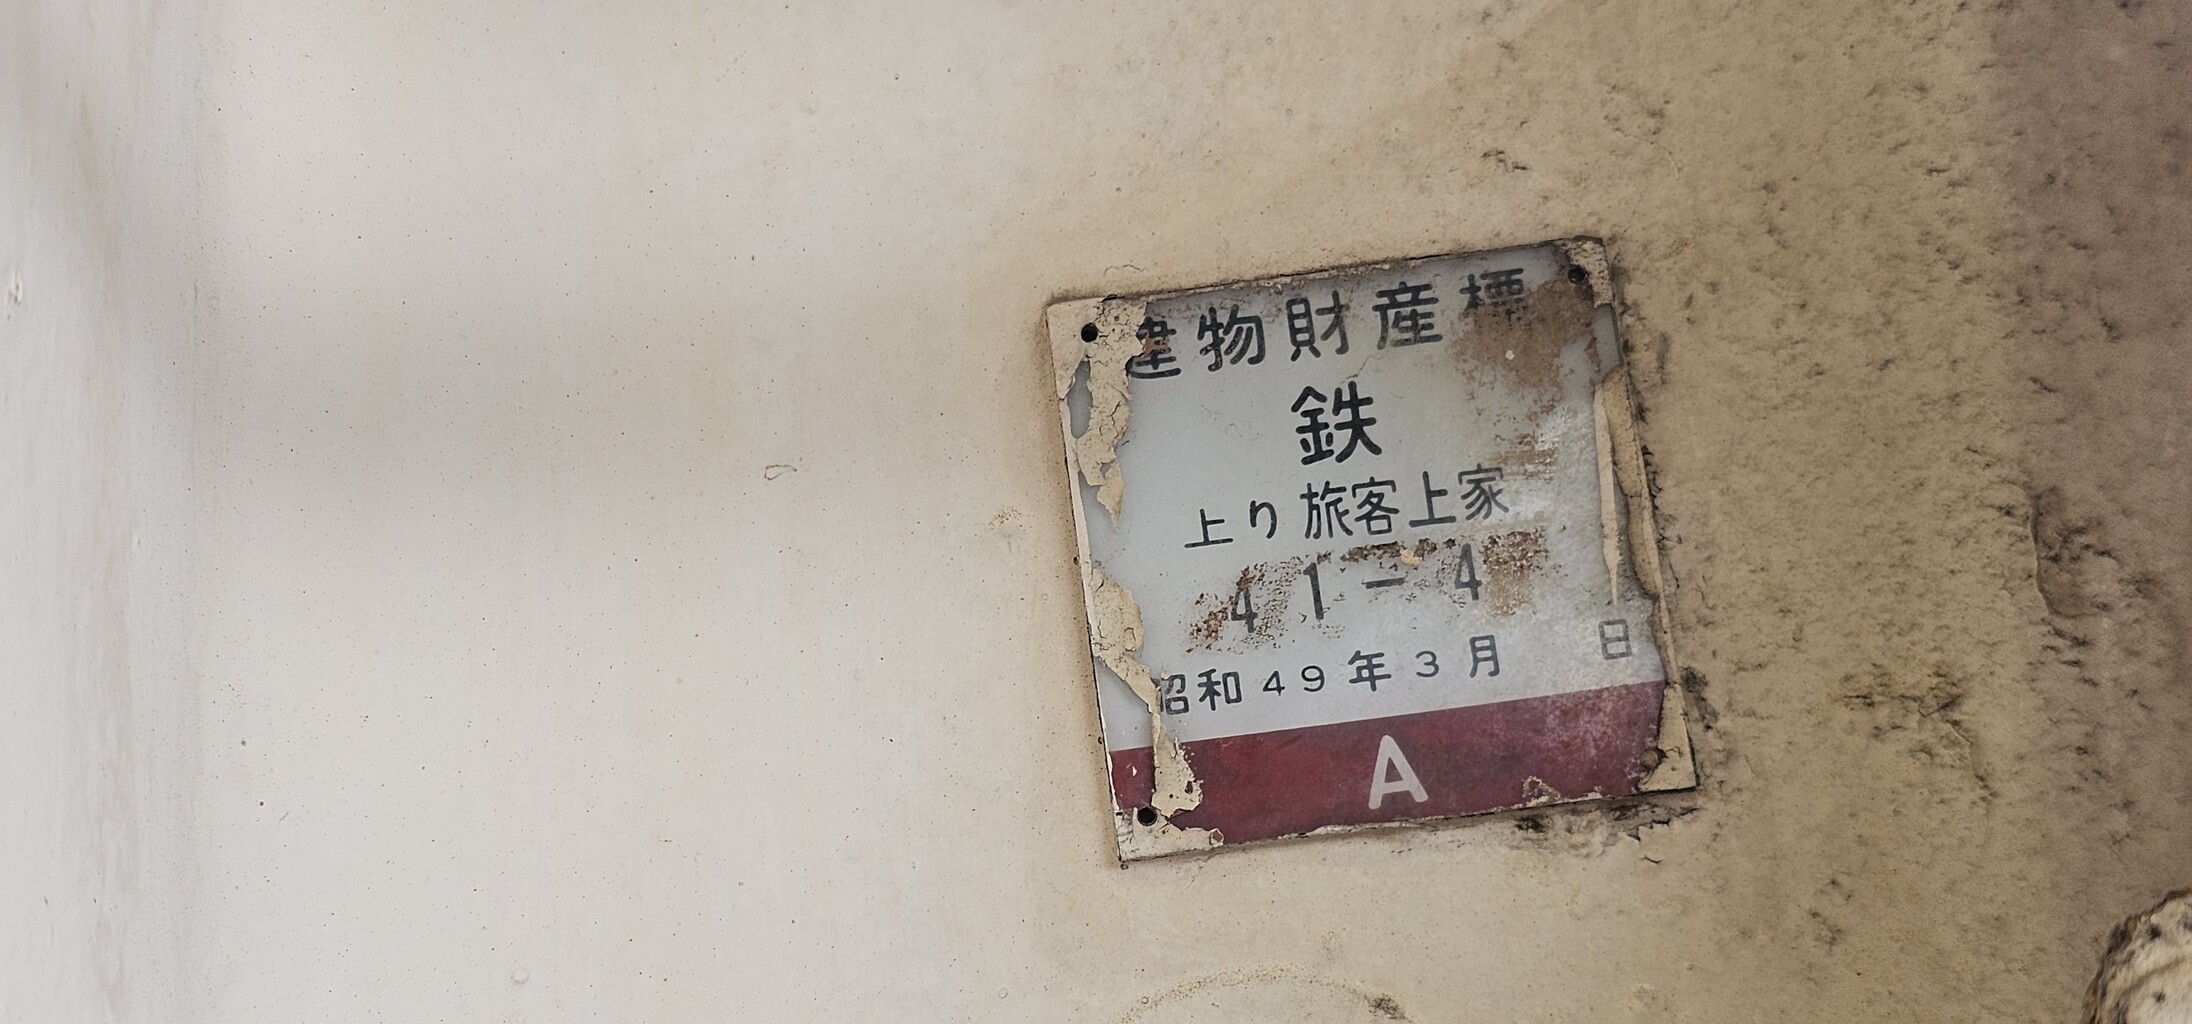 建物財産標
鉄
上り旅客上家
41-4
昭和49年3月 日
A